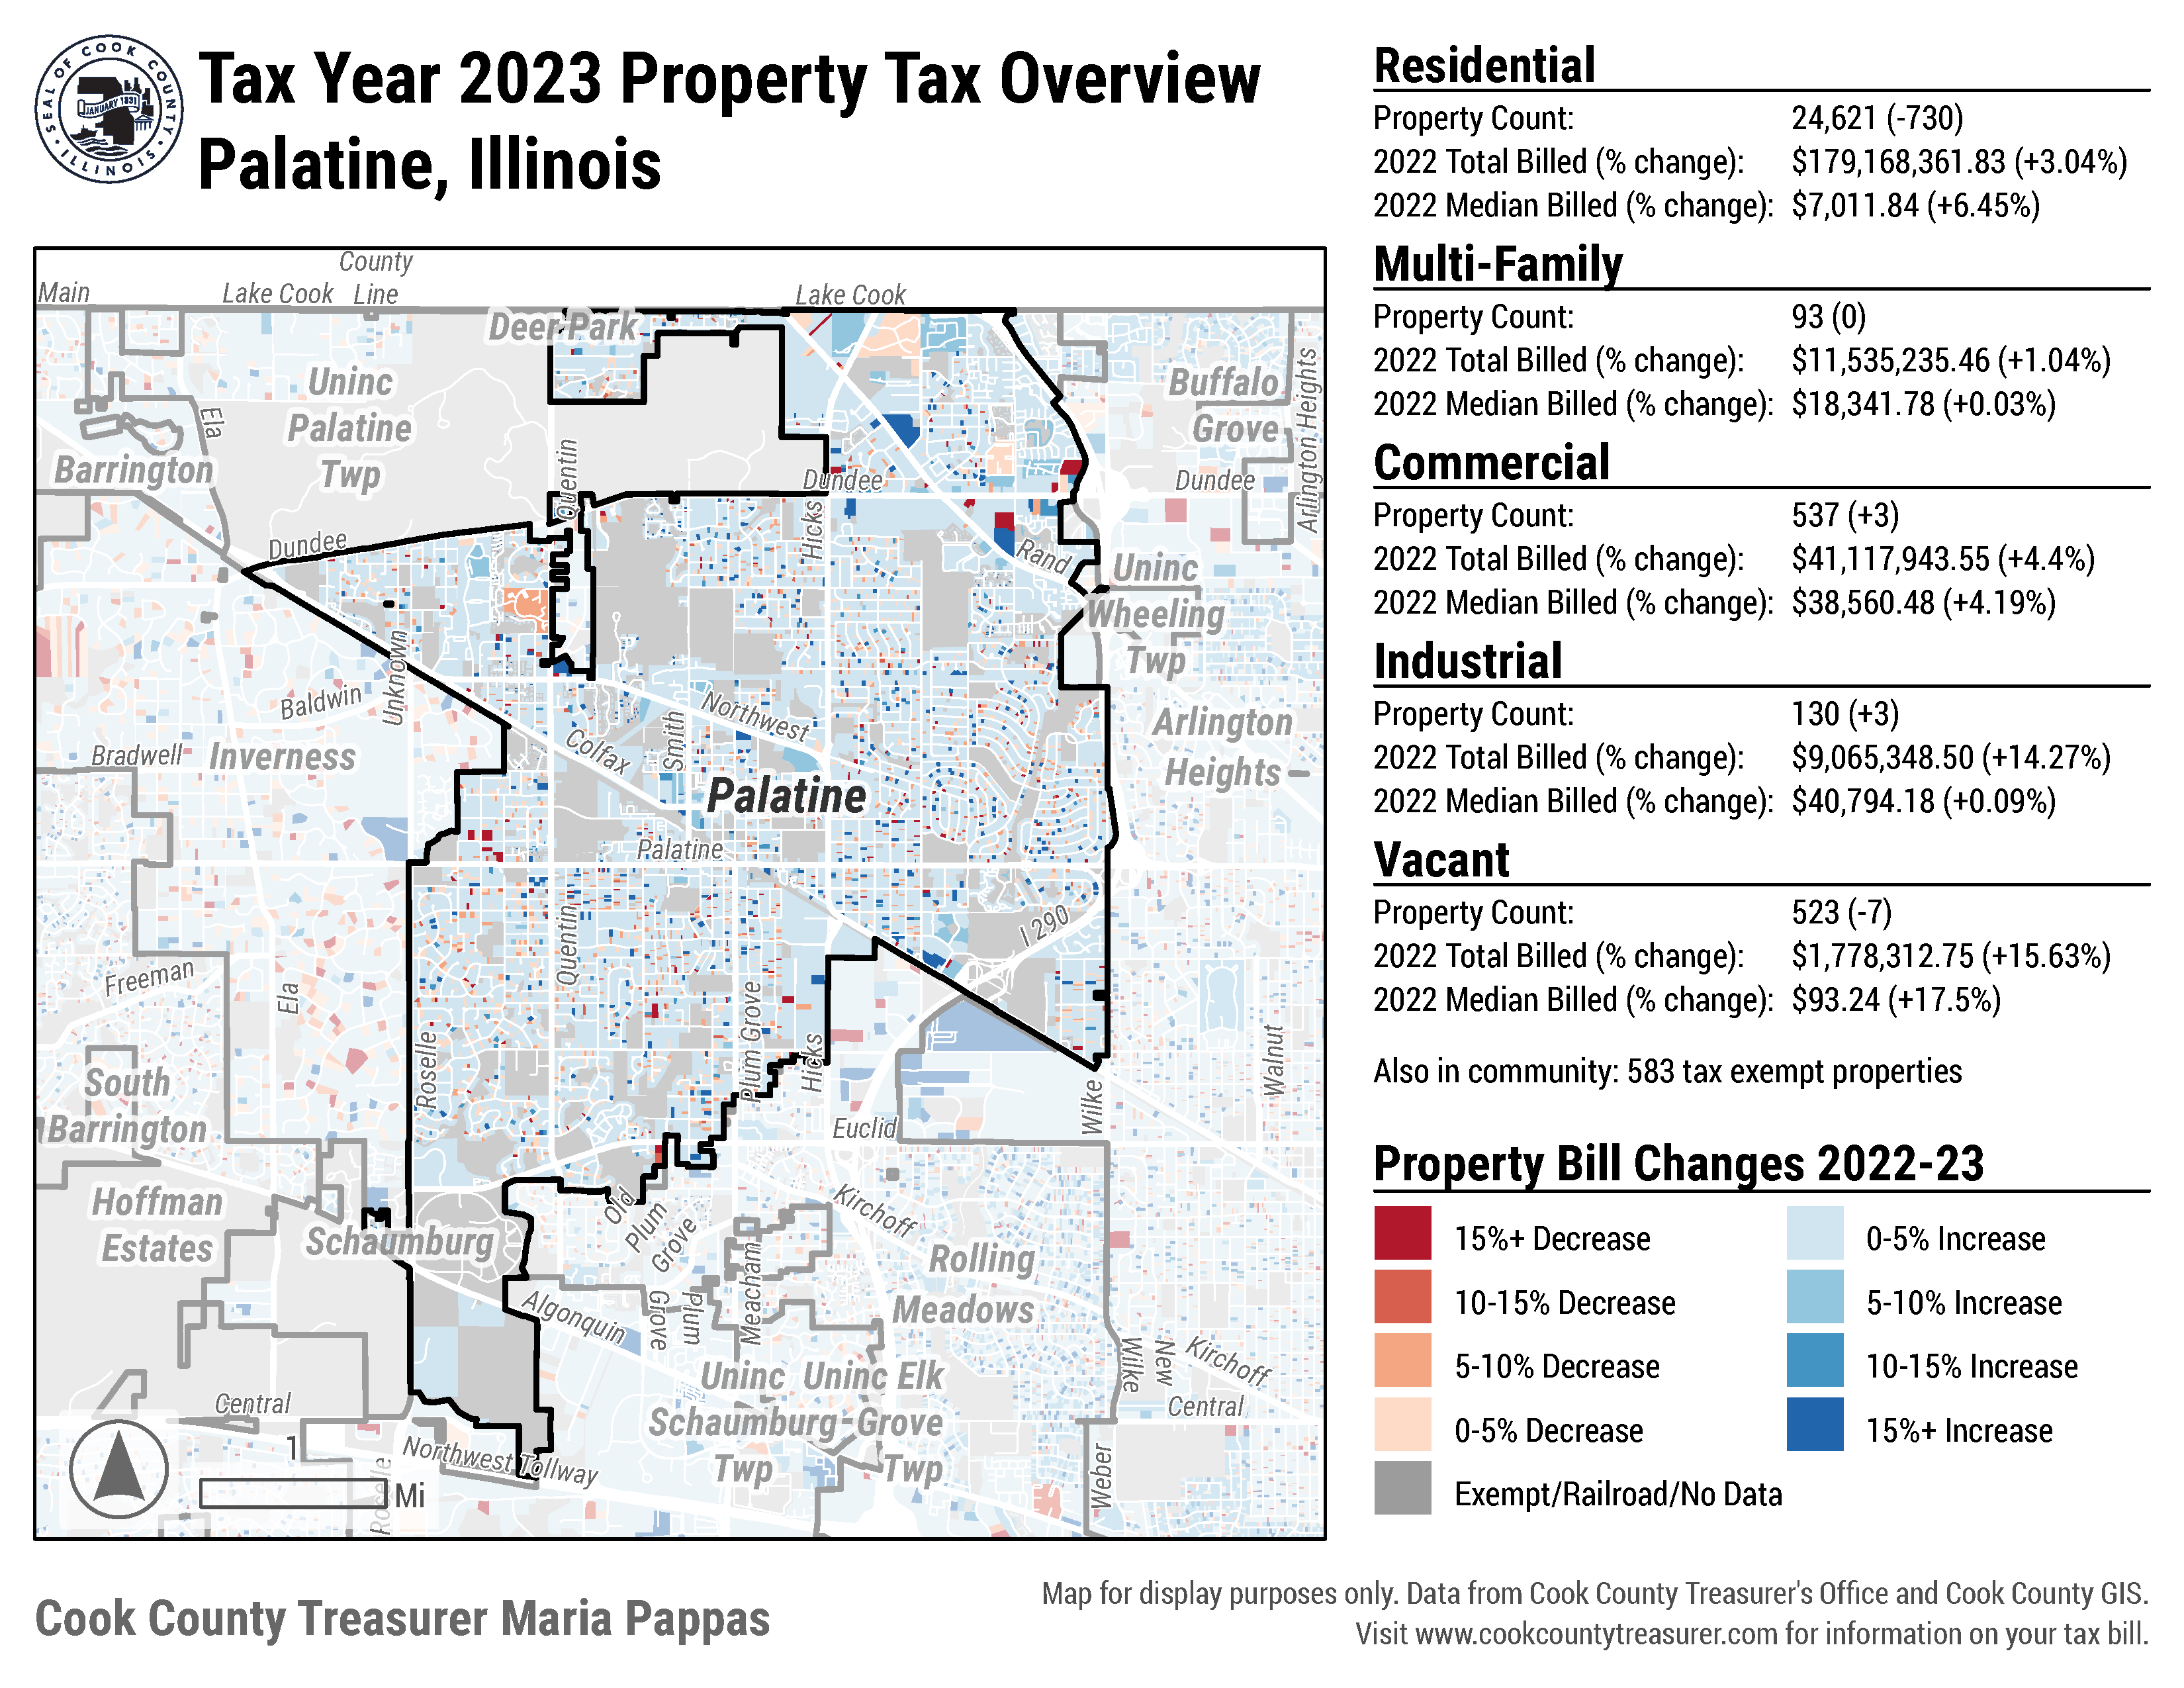 SEAL OF COOK COUNTY
JANUARY 1831
ILLINOIS
Tax Year 2023 Property Tax Overview
Palatine, Illinois
Residential
Property Count: 24,621 (-730)
2022 Total Billed (% change): $179,168,361.83 (+3.04%)
2022 Median Billed (% change): $7,011.84 (+6.45%)
Multi-Family
Property Count: 93 (0)
2022 Total Billed (% change): $11,535,235.46 (+1.04%)
2022 Median Billed (% change): $18,341.78 (+0.03%)
Commercial
Property Count: 537 (+3)
2022 Total Billed (% change): $41,117,943.55 (+4.4%)
2022 Median Billed (% change): $38,560.48 (+4.19%)
Industrial
Property Count: 130 (+3)
2022 Total Billed (% change): $9,065,348.50 (+14.27%)
2022 Median Billed (% change): $40,794.18 (+0.09%)
Vacant
Property Count: 523 (-7)
2022 Total Billed (% change): $1,778,312.75 (+15.63%)
2022 Median Billed (% change): $93.24 (+17.5%)
Also in community: 583 tax exempt properties
Property Bill Changes 2022-23
15%+ Decrease
10-15% Decrease
5-10% Decrease
0-5% Decrease
Exempt/Railroad/No Data
0-5% Increase
5-10% Increase
10-15% Increase
15%+ Increase
County
Main
Lake Cook
Line
Lake Cook
Deer Park
Uninc
Palatine
Twp
Ela
Barrington
Buffalo
Grove
Arlington Heights
Quentin
Dundee
Dundee
Dundee
Hicks
Rand
Uninc
Wheeling
Twp
Unknown
Baldwin
Bradwell
Inverness
Northwest
Smith
Colfax
Palatine
Arlington
Heights
Palatine
Quentin
I 290
Freeman
Ela
Roselle
Plum Grove
Hicks
Walnut
Wilke
South
Barrington
Euclid
Hoffman
Estates
Schaumburg
Old
Plum
Grove
Kirchoff
Meacham
Rolling
Meadows
Algonquin
Grove
Plum
Wilke
New
Kirchoff
Central
Central
Uninc
Schaumburg
Twp
Uninc Elk
Grove
Twp
Northwest Tollway
Roselle
Weber
1
Mi
Cook County Treasurer Maria Pappas
Map for display purposes only. Data from Cook County Treasurer's Office and Cook County GIS.
Visit www.cookcountytreasurer.com for information on your tax bill.